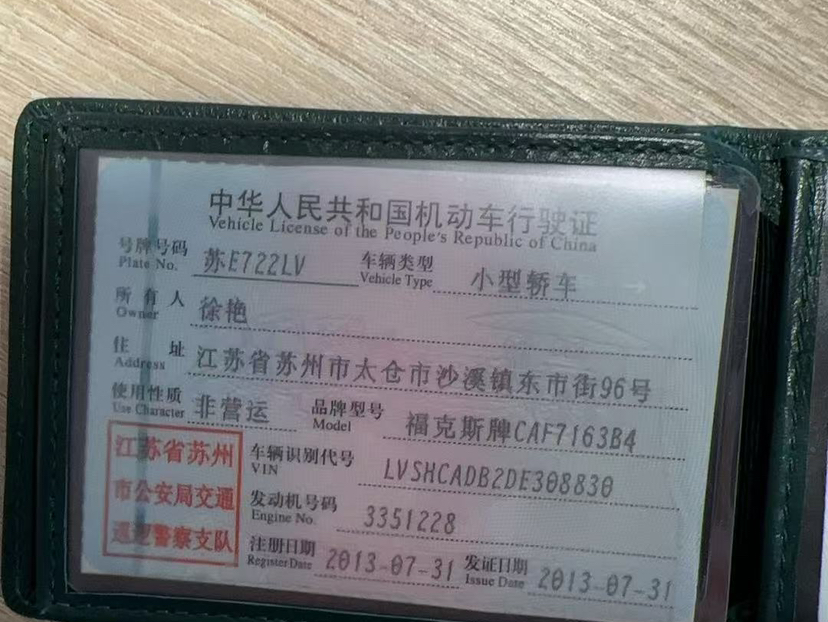 中华人民共和国机动车行驶证
Vehicle License of the People's Republic of China
号牌号码 苏E722LV 车辆类型 小型轿车
Plate No. Vehicle Type
所有人 徐艳
Owner
住址 江苏省苏州市太仓市沙溪镇东市街96号
Address
使用性质 非营运 品牌型号 福克斯牌CAF7163B4
Use Character Model
江苏省苏州
市公安局交通
巡逻警察支队
车辆识别代号 LVSHCADB2DE308830
VIN
发动机号码 3351228
Engine No.
注册日期 2013-07-31 发证日期 2013-07-31
Register Date Issue Date